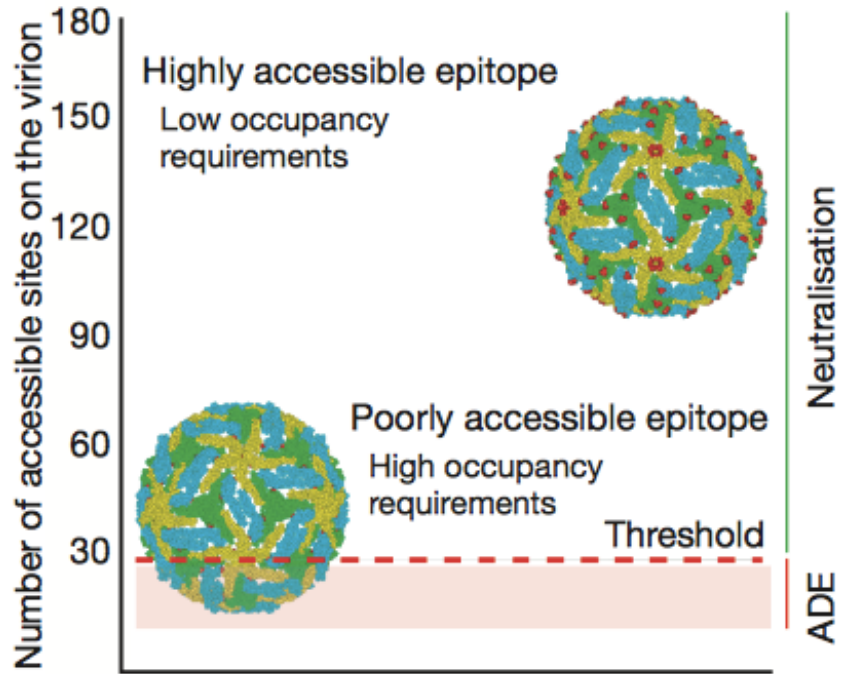 Number of accessible sites on the virion
180
150
120
90
60
30
Highly accessible epitope
Low occupancy
requirements
Poorly accessible epitope
High occupancy
requirements
Threshold
Neutralisation
ADE